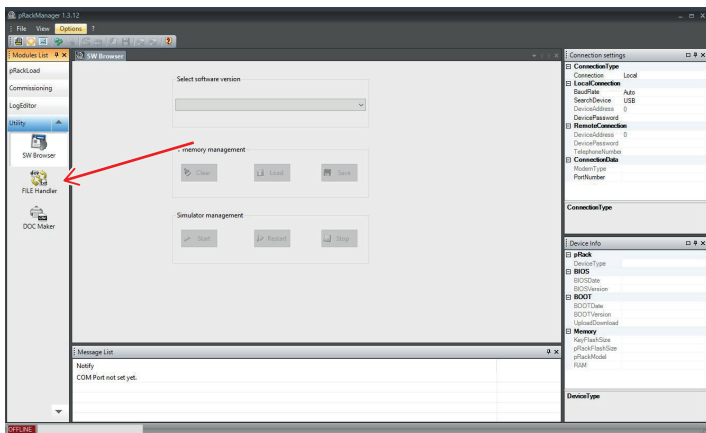 pRackManager 1.3.12
File View Options ?
Modules List
pRackLoad
Commissioning
LogEditor
Utility
SW Browser
FILE Handler
DOC Maker
SW Browser
Select software version
memory management
Clear Load Save
Simulator management
Start Restart Stop
Message List
Notify
COM Port not set yet.
Connection settings
ConnectionType
Connection Local
LocalConnection
BaudRate Auto
SearchDevice USB
DeviceAddress 0
DevicePassword
RemoteConnection
DeviceAddress 0
DevicePassword
TelephoneNumber
ConnectionData
ModemType
PortNumber
ConnectionType
Device Info
pRack
DeviceType
BIOS
BIOSDate
BIOSVersion
BOOT
BOOTDate
BOOTVersion
UploadDownload
Memory
KeyFlashSize
pRackFlashSize
pRackModel
RAM
DeviceType
OFFLINE